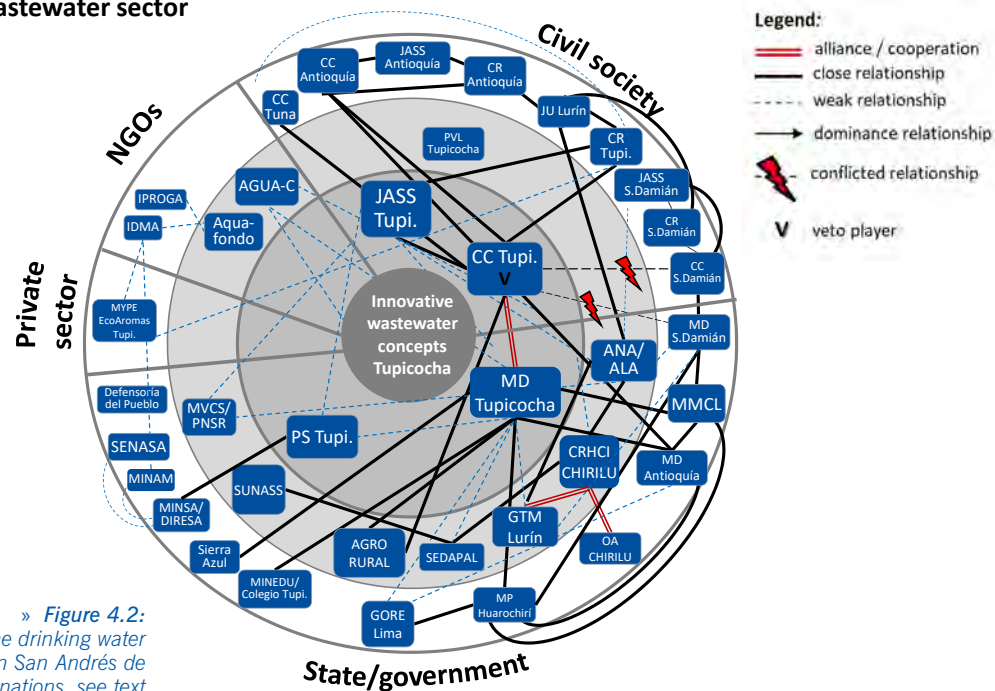 astewater sector
Legend:
alliance / cooperation
close relationship
weak relationship
dominance relationship
conflicted relationship
V veto player
Civil society
NGOs
Private
sector
State/government
CC
Antioquía
JASS
Antioquía
CR
Antioquía
CC
Tuna
JU Lurín
PVL
Tupicocha
CR
Tupi.
JASS
S.Damián
CR
S.Damián
CC
S.Damián
AGUA-C
JASS
Tupi.
IPROGA
IDMA
Aqua-
fondo
CC Tupi.
V
MYPE
EcoAromas
Tupi.
Innovative
wastewater
concepts
Tupicocha
MD
S.Damián
ANA/
ALA
MD
Tupicocha
MMCL
Defensoría
del Pueblo
MVCS/
PNSR
PS Tupi.
SENASA
MINAM
SUNASS
CRHCI
CHIRILU
MD
Antioquía
MINSA/
DIRESA
GTM
Lurín
OA
CHIRILU
Sierra
Azul
AGRO
RURAL
SEDAPAL
MINEDU/
Colegio Tupi.
GORE
Lima
MP
Huarochirí
» Figure 4.2:
e drinking water
n San Andrés de
nations, see text